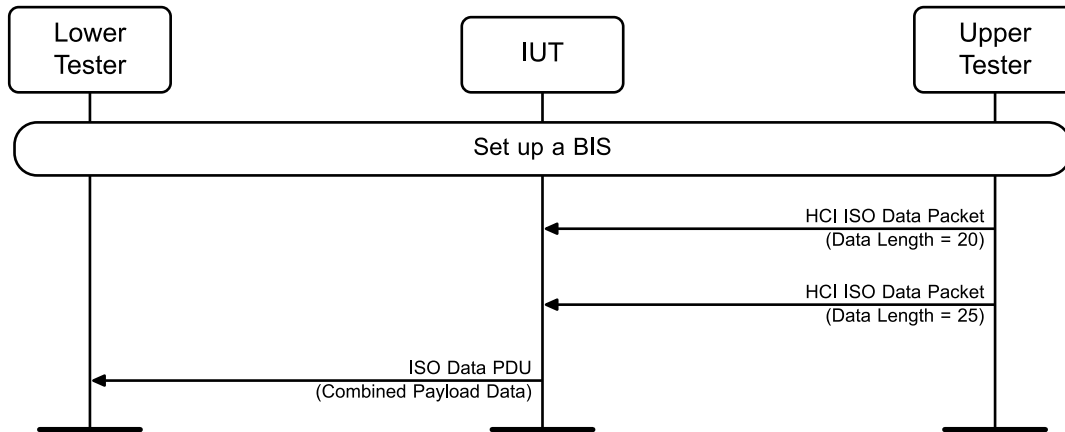 Lower
Tester
IUT
Upper
Tester
Set up a BIS
HCI ISO Data Packet
(Data Length = 20)
HCI ISO Data Packet
(Data Length = 25)
ISO Data PDU
(Combined Payload Data)